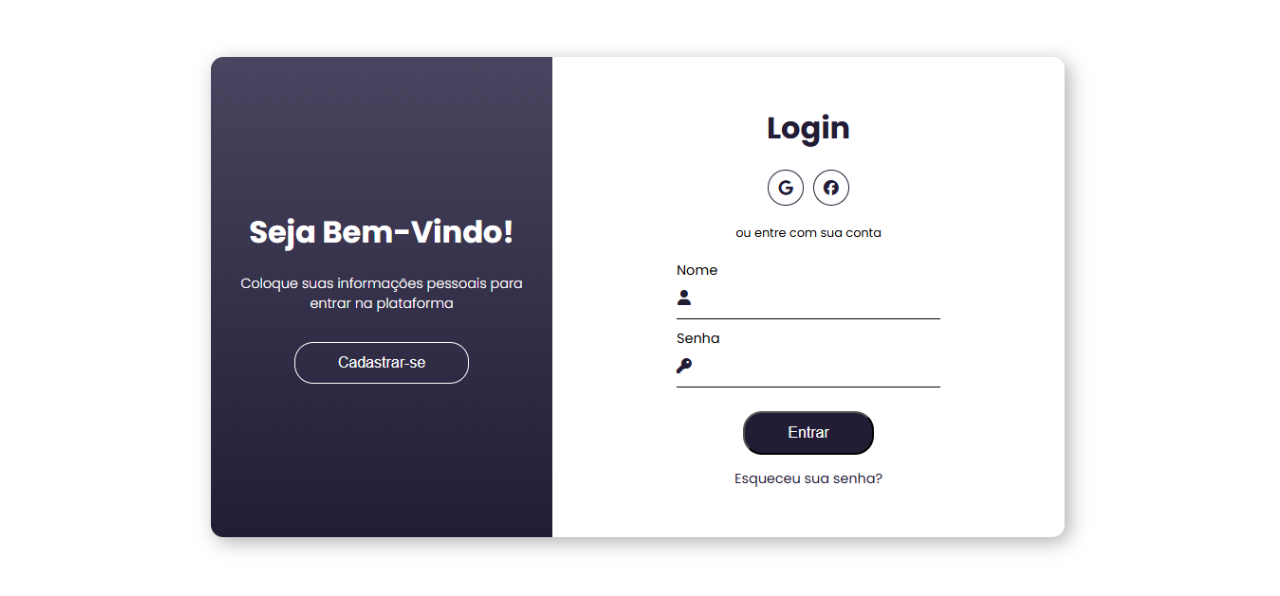 Seja Bem-Vindo!
Coloque suas informações pessoais para
entrar na plataforma
Cadastrar-se
Login
ou entre com sua conta
Nome
Senha
Entrar
Esqueceu sua senha?